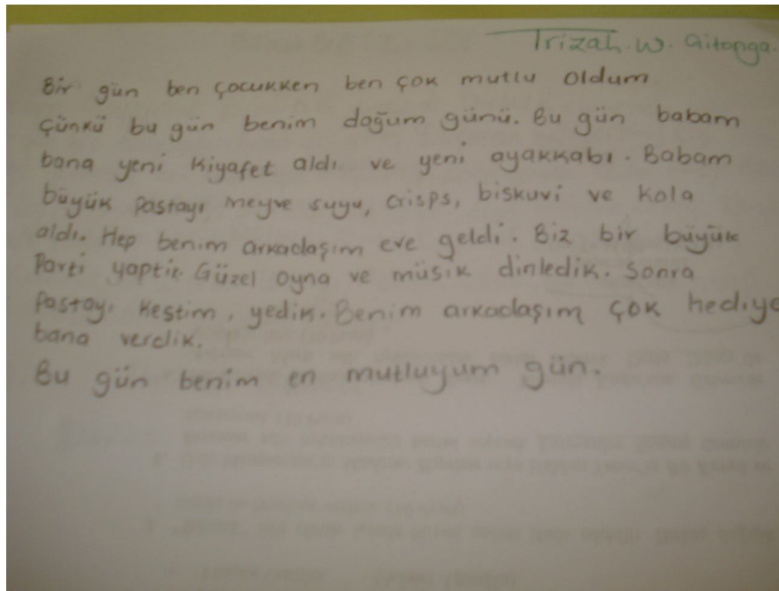 Trizah. W. Gitonga.
Bir gün ben çocukken ben çok mutlu oldum
çünkü bu gün benim doğum günü. Bu gün babam
bana yeni kiyafet aldı ve yeni ayakkabı. Babam
büyük pastayı meyve suyu, crisps, biskuvi ve kola
aldı. Hep benim arkadaşım eve geldi. Biz bir büyük
Parti yaptik. Güzel oyna ve müsik dinledik. Sonra
pastayı kestim, yedik. Benim arkadaşım çok hediye
bana verdik.
Bu gün benim en mutluyum gün.